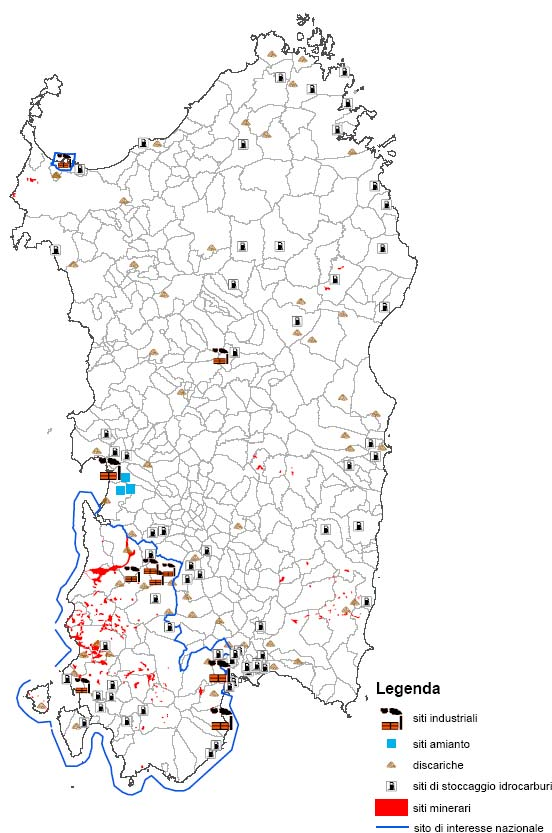 Legenda
siti industriali
siti amianto
discariche
siti di stoccaggio idrocarburi
siti minerari
sito di interesse nazionale